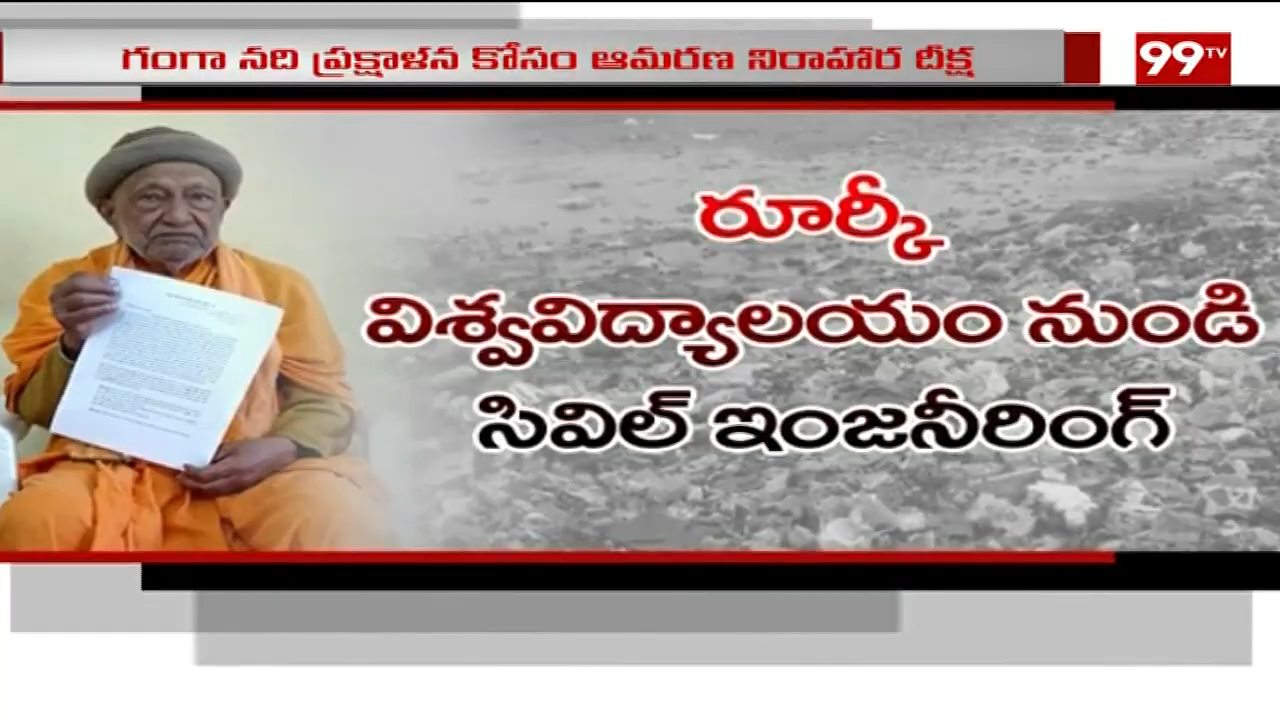 గంగా నది ప్రక్షాళన కోసం ఆమరణ నిరాహార దీక్ష
99TV
రూర్కీ
విశ్వవిద్యాలయం నుండి
సివిల్ ఇంజనీరింగ్